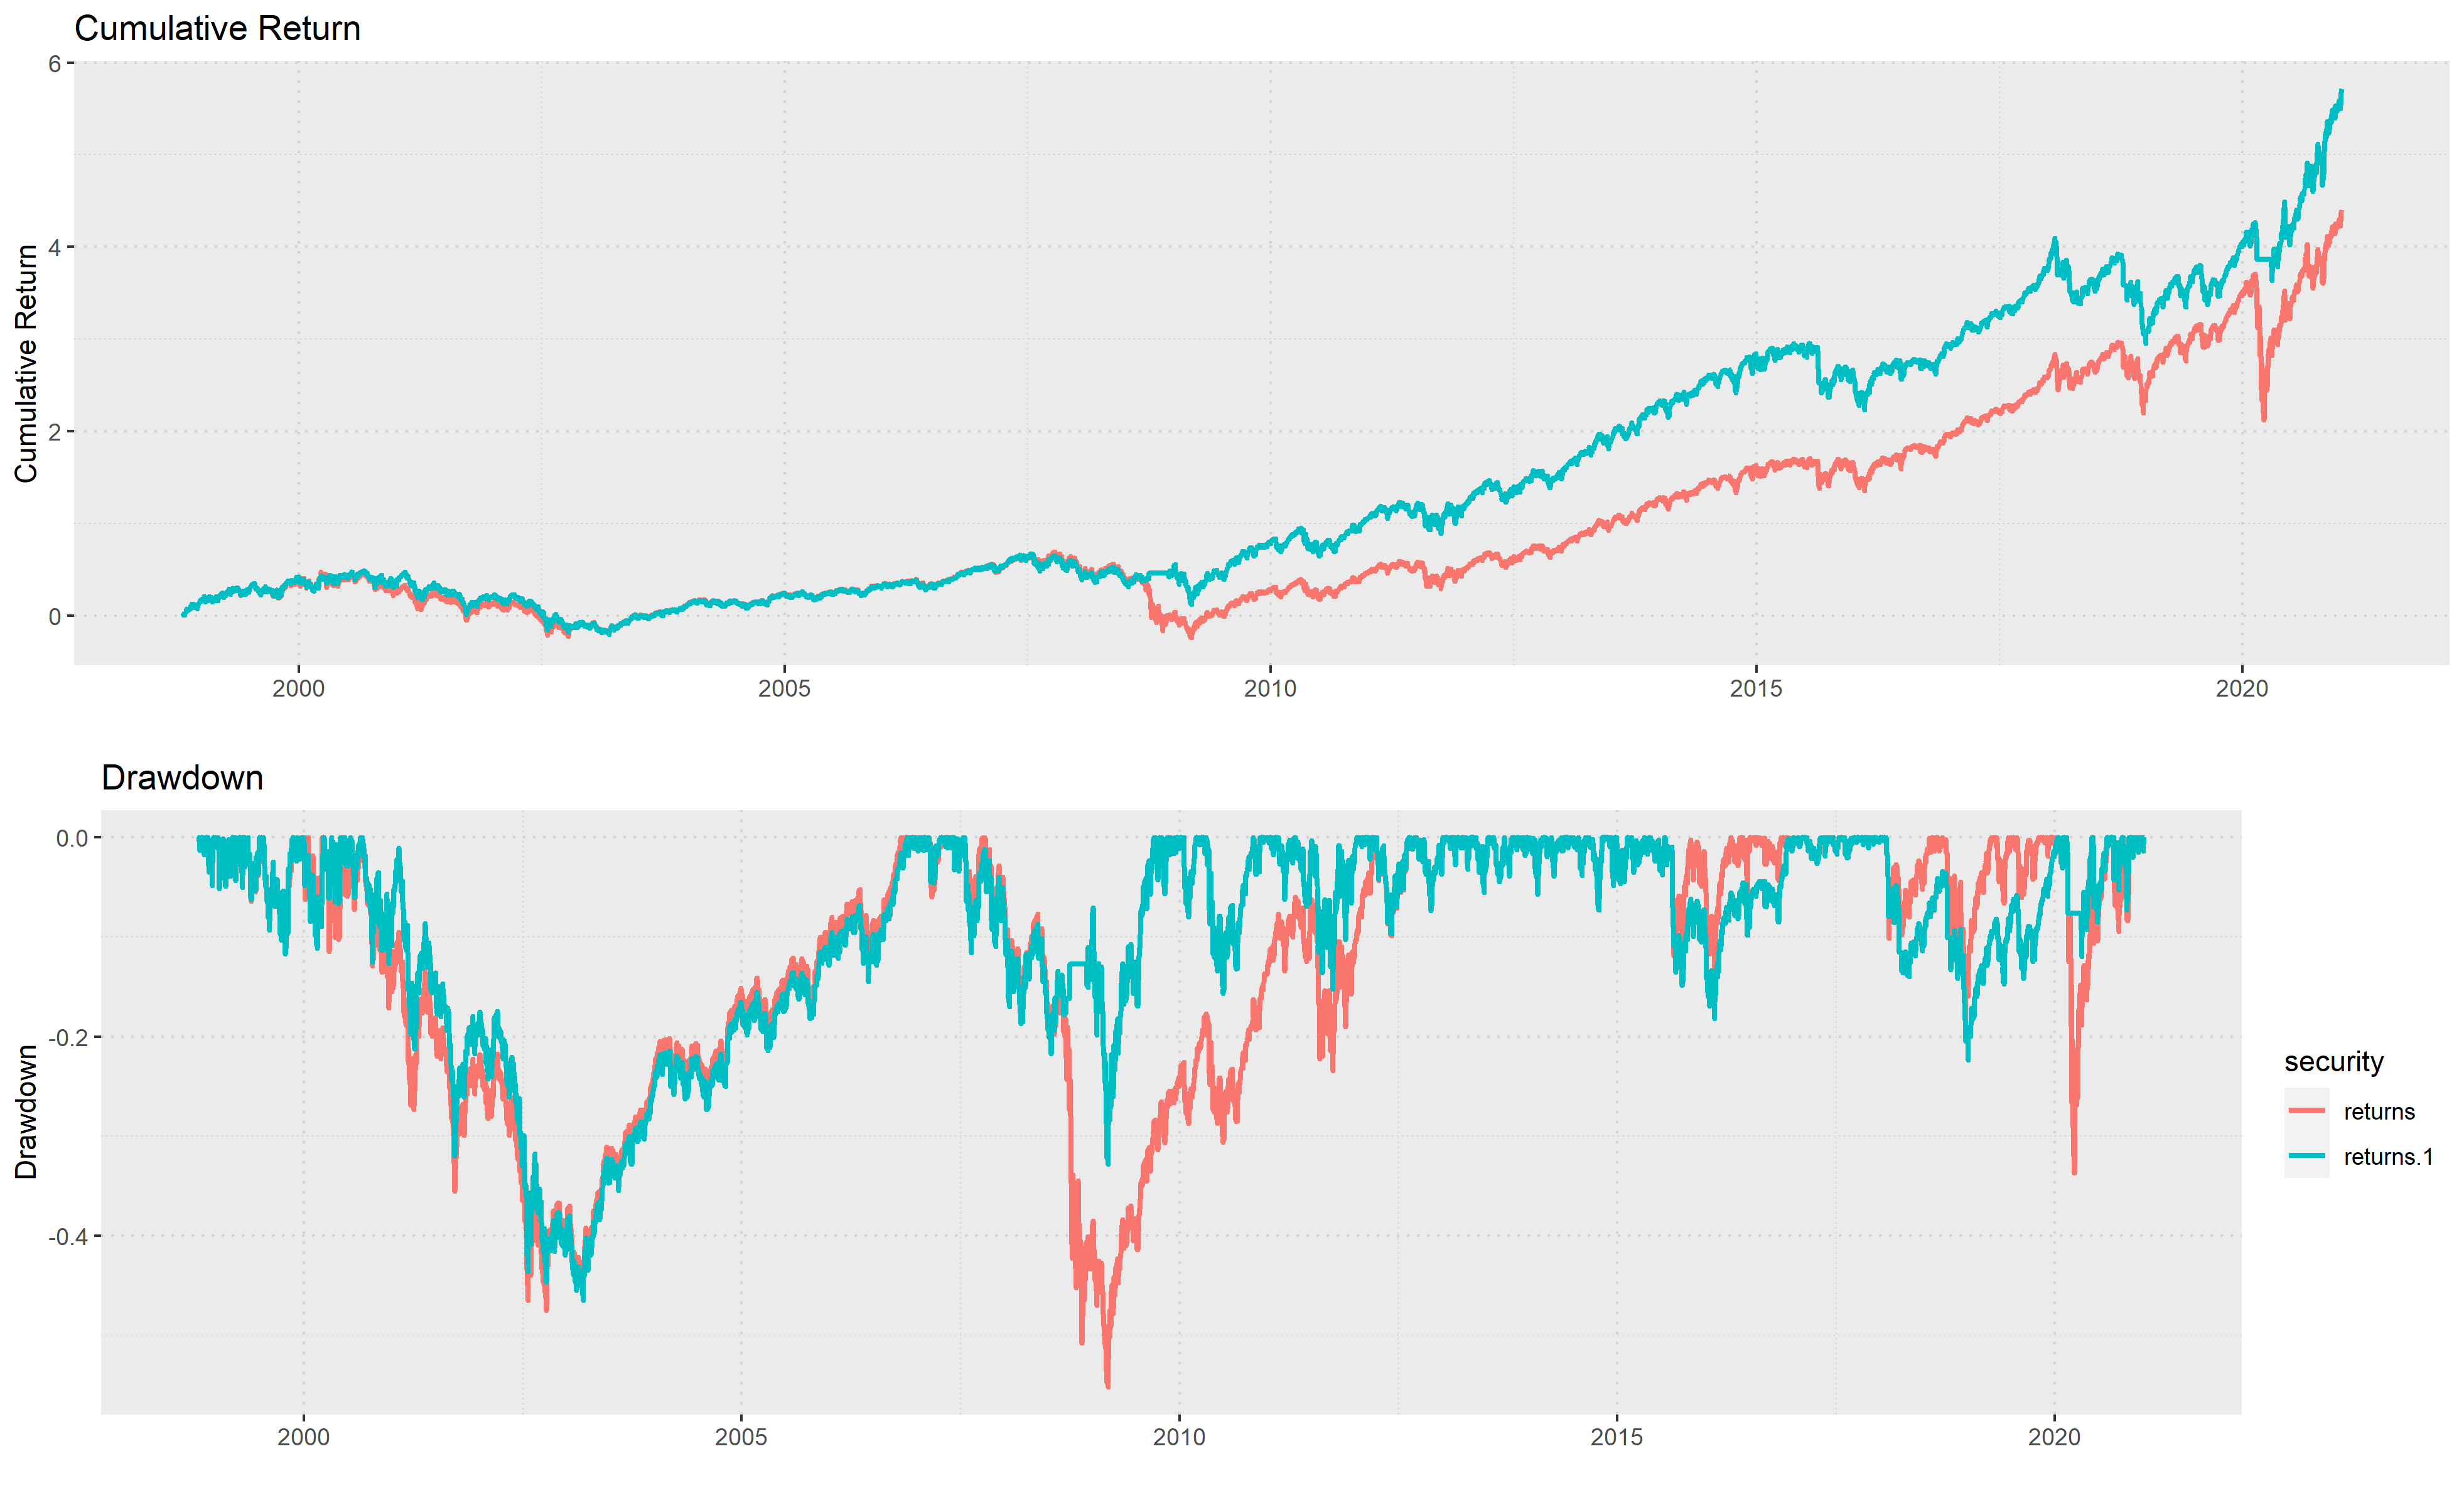 Cumulative Return
Cumulative Return
6
4
2
0
2000 2005 2010 2015 2020
Drawdown
Drawdown
0.0
-0.2
-0.4
2000 2005 2010 2015 2020
security
returns
returns.1